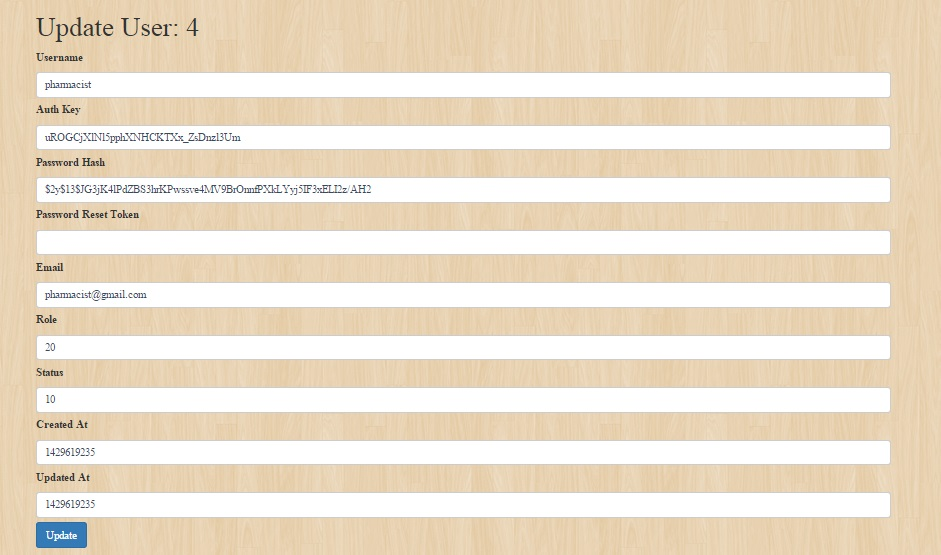 Update User: 4
Username
pharmacist
Auth Key
uROGCjXlNl5pphXNHCKTXx_ZsDnzl3Um
Password Hash
$2y$13$JG3jK4lPdZBS3hrKPwssve4MV9BrOnnfPXkLYyj5IF3xELI2z/AH2
Password Reset Token
Email
pharmacist@gmail.com
Role
20
Status
10
Created At
1429619235
Updated At
1429619235
Update